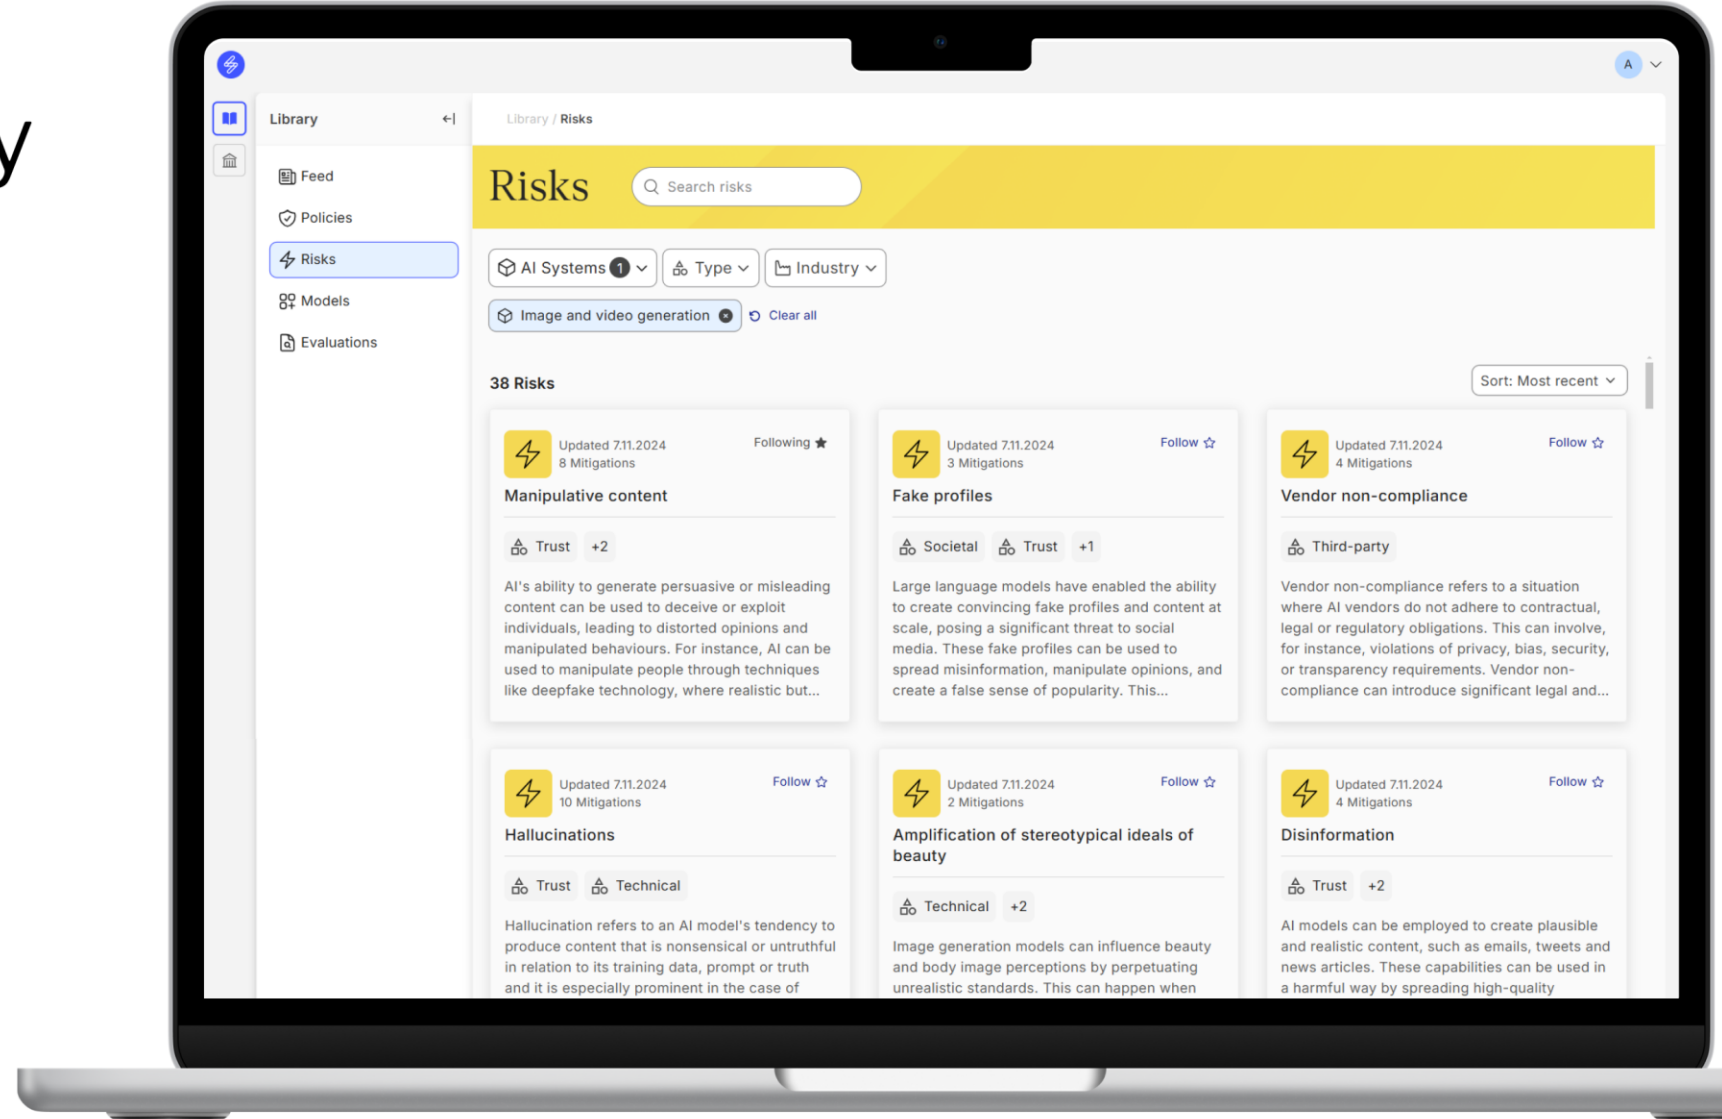 y
A
Library
Library / Risks
Feed
Policies
Risks
Models
Evaluations
Risks
Search risks
AI Systems 1
Type
Industry
Image and video generation
Clear all
38 Risks
Sort: Most recent
Updated 7.11.2024
8 Mitigations
Following
Manipulative content
Trust +2
AI's ability to generate persuasive or misleading
content can be used to deceive or exploit
individuals, leading to distorted opinions and
manipulated behaviours. For instance, AI can be
used to manipulate people through techniques
like deepfake technology, where realistic but...
Updated 7.11.2024
3 Mitigations
Follow
Fake profiles
Societal Trust +1
Large language models have enabled the ability
to create convincing fake profiles and content at
scale, posing a significant threat to social
media. These fake profiles can be used to
spread misinformation, manipulate opinions, and
create a false sense of popularity. This...
Updated 7.11.2024
4 Mitigations
Follow
Vendor non-compliance
Third-party
Vendor non-compliance refers to a situation
where AI vendors do not adhere to contractual,
legal or regulatory obligations. This can involve,
for instance, violations of privacy, bias, security,
or transparency requirements. Vendor non-
compliance can introduce significant legal and...
Updated 7.11.2024
10 Mitigations
Follow
Hallucinations
Trust Technical
Hallucination refers to an AI model's tendency to
produce content that is nonsensical or untruthful
in relation to its training data, prompt or truth
and it is especially prominent in the case of
Updated 7.11.2024
2 Mitigations
Follow
Amplification of stereotypical ideals of
beauty
Technical +2
Image generation models can influence beauty
and body image perceptions by perpetuating
unrealistic standards. This can happen when
Updated 7.11.2024
4 Mitigations
Follow
Disinformation
Trust +2
AI models can be employed to create plausible
and realistic content, such as emails, tweets and
news articles. These capabilities can be used in
a harmful way by spreading high-quality